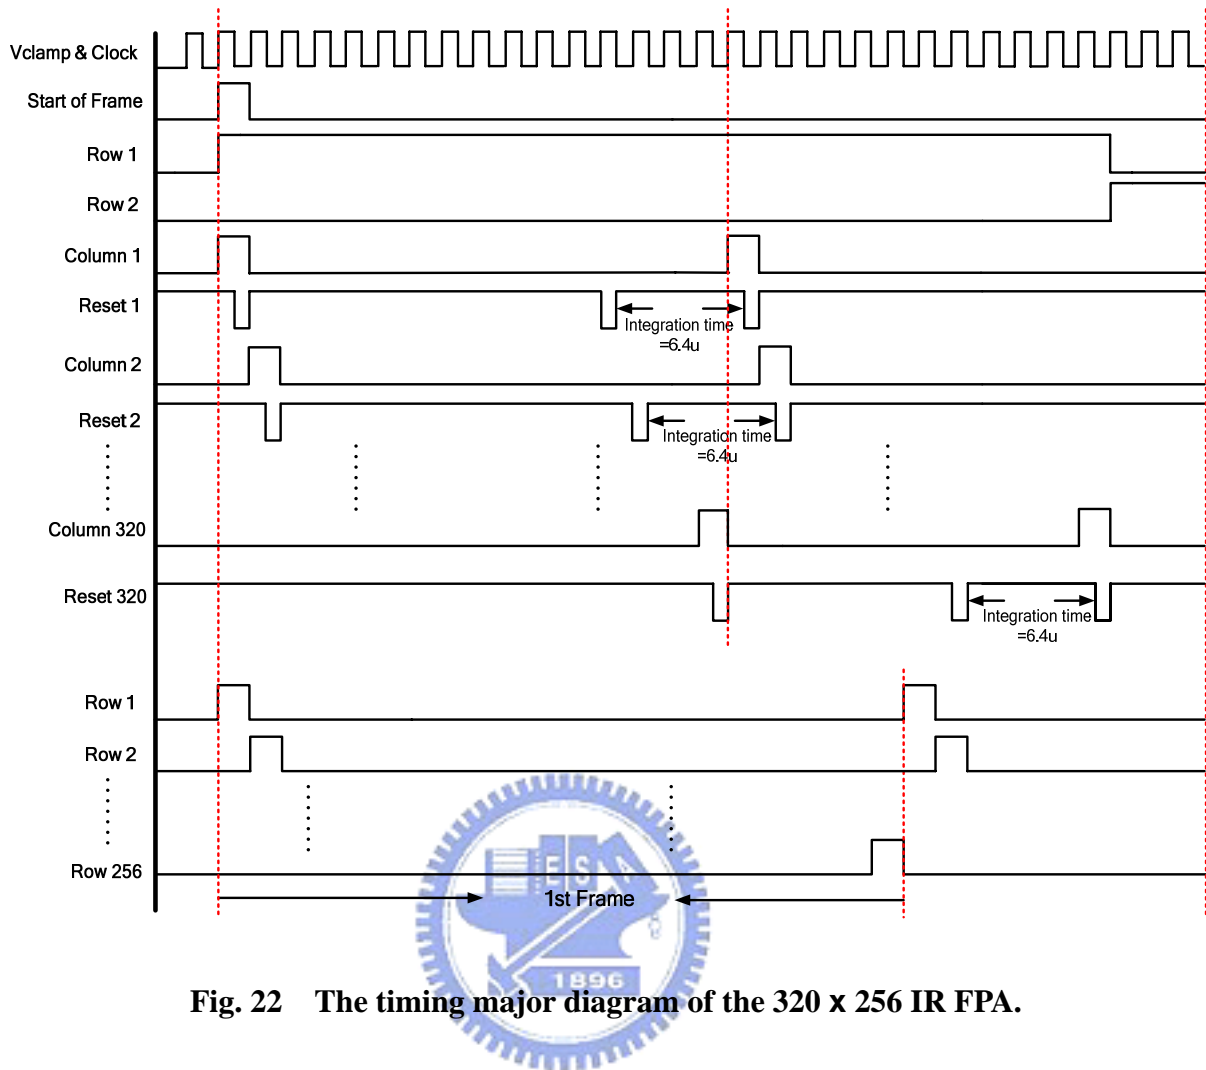 Vclamp & Clock
Start of Frame
Row 1
Row 2
Column 1
Reset 1
Integration time
=6.4u
Column 2
Reset 2
Integration time
=6.4u
Column 320
Reset 320
Integration time
=6.4u
Row 1
Row 2
Row 256
E S A
1st Frame
1896
Fig. 22 The timing major diagram of the 320 x 256 IR FPA.